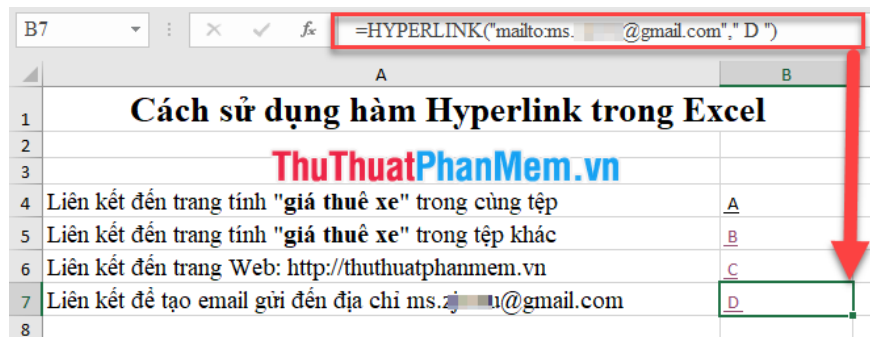 B7 fx =HYPERLINK("mailto:ms. @gmail.com"," D ")
A B
1 Cách sử dụng hàm Hyperlink trong Excel
2
3 ThuThuatPhanMem.vn
4 Liên kết đến trang tính "giá thuê xe" trong cùng tệp A
5 Liên kết đến trang tính "giá thuê xe" trong tệp khác B
6 Liên kết đến trang Web: http://thuthuatphanmem.vn C
7 Liên kết để tạo email gửi đến địa chỉ @gmail.com D
8